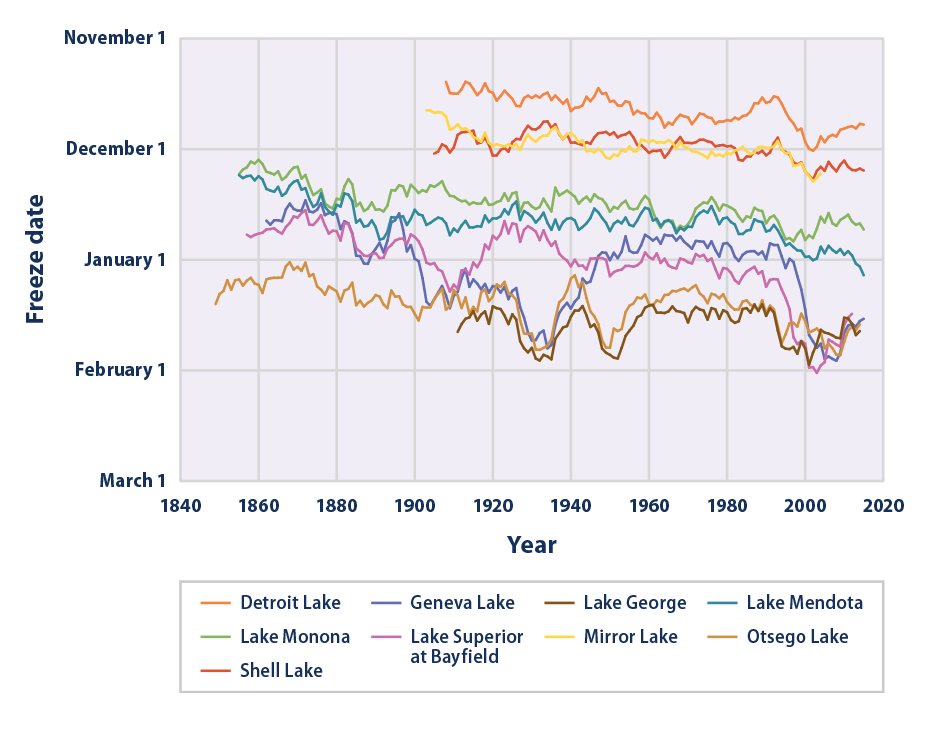 November 1
December 1
January 1
February 1
March 1
Freeze date
1840 1860 1880 1900 1920 1940 1960 1980 2000 2020
Year
Detroit Lake Geneva Lake Lake George Lake Mendota
Lake Monona Lake Superior Mirror Lake Otsego Lake
at Bayfield
Shell Lake